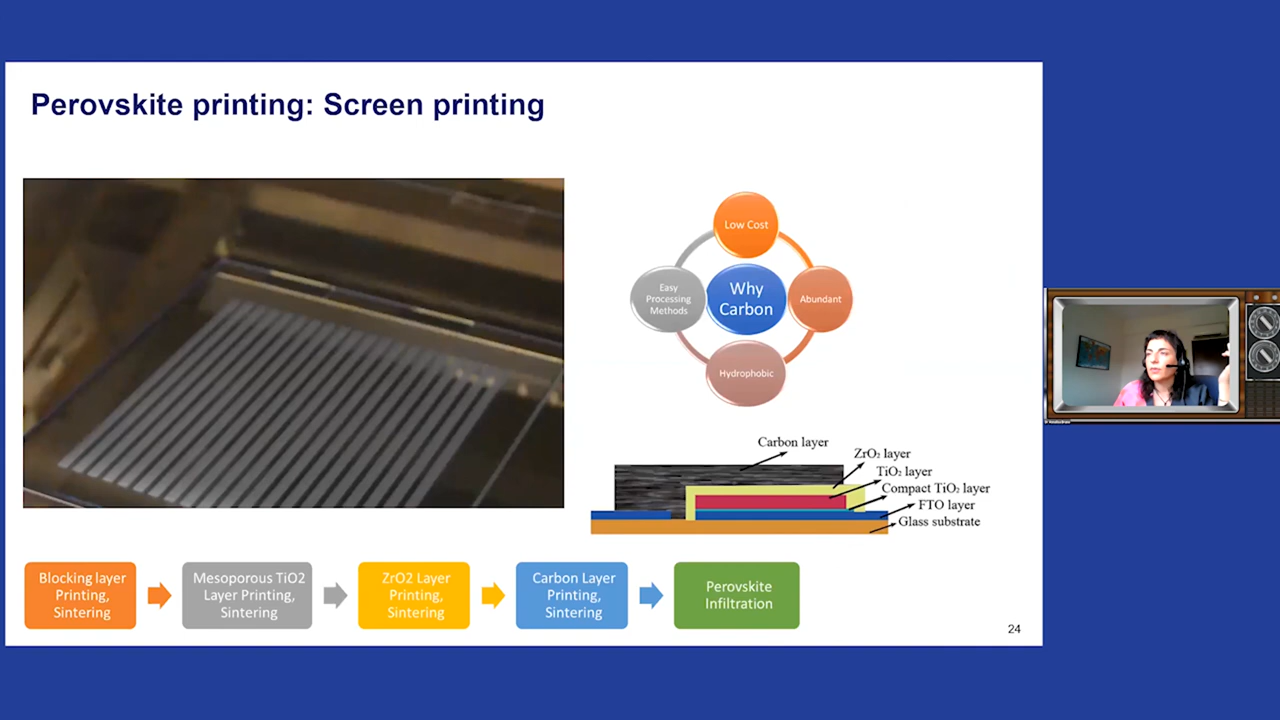 Perovskite printing: Screen printing
Low Cost
Easy
Processing
Methods
Why
Carbon
Abundant
Hydrophobic
Carbon layer
ZrO₂ layer
TiO₂ layer
Compact TiO₂ layer
FTO layer
Glass substrate
Blocking layer
Printing,
Sintering
Mesoporous TiO2
Layer Printing,
Sintering
ZrO2 Layer
Printing,
Sintering
Carbon Layer
Printing,
Sintering
Perovskite
Infiltration
24